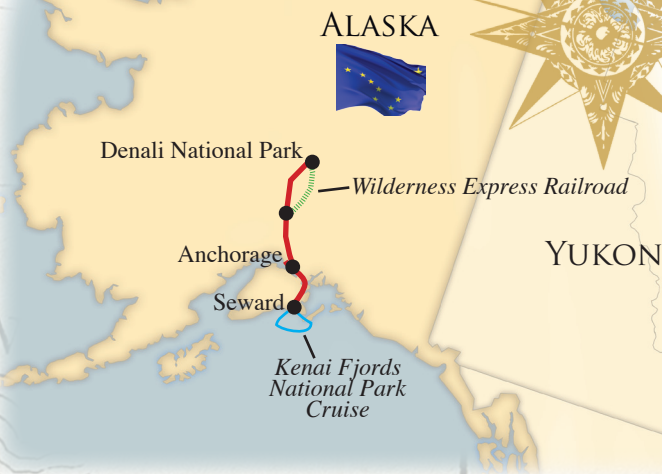 ALASKA
Denali National Park
Wilderness Express Railroad
Anchorage
YUKON
Seward
Kenai Fjords
National Park
Cruise